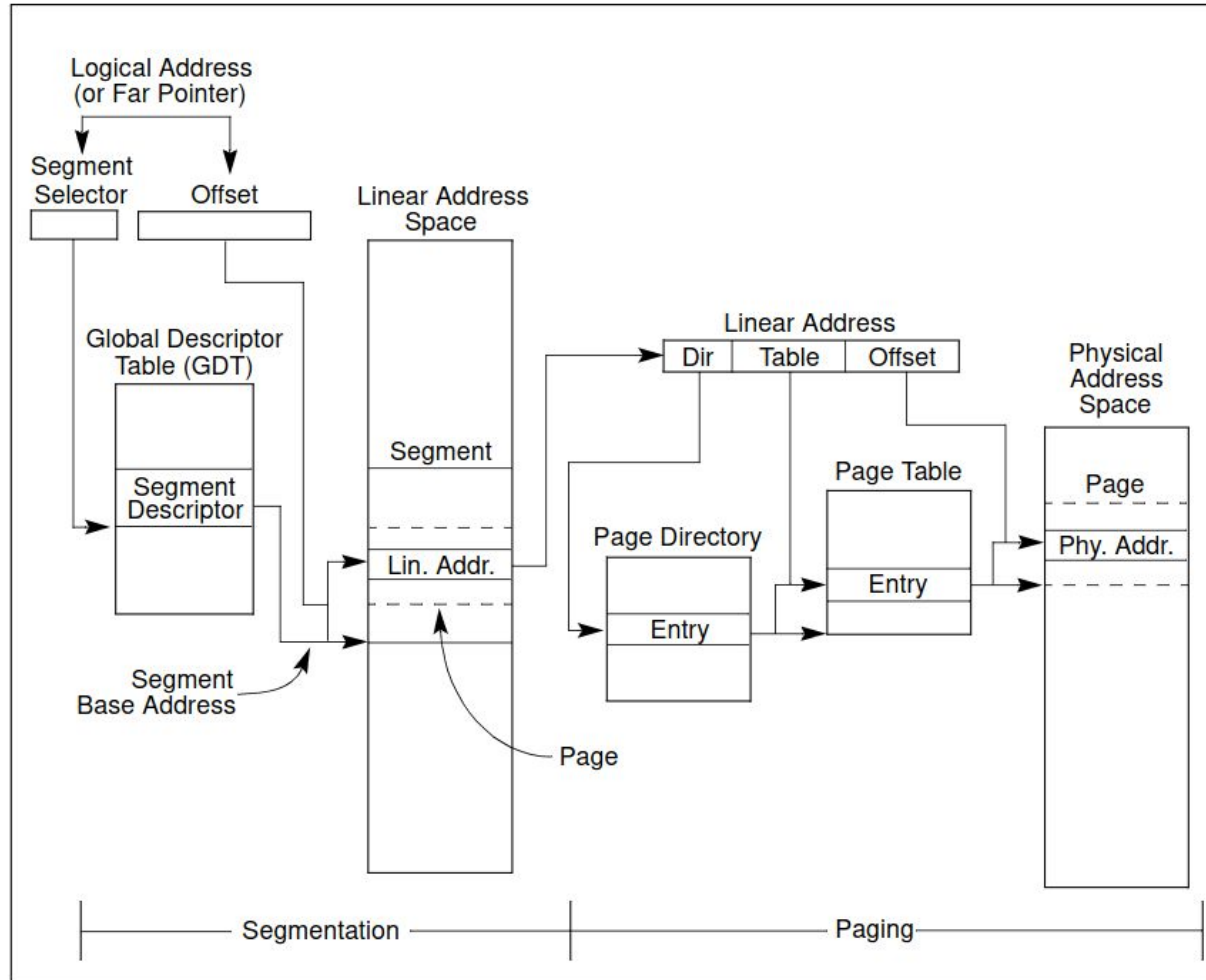 Logical Address
(or Far Pointer)
Segment
Selector
Offset
Linear Address
Space
Global Descriptor
Table (GDT)
Segment
Descriptor
Segment
Lin. Addr.
Segment
Base Address
Page
Linear Address
Dir
Table
Offset
Physical
Address
Space
Page Table
Entry
Page Directory
Entry
Page
Phy. Addr.
Segmentation
Paging